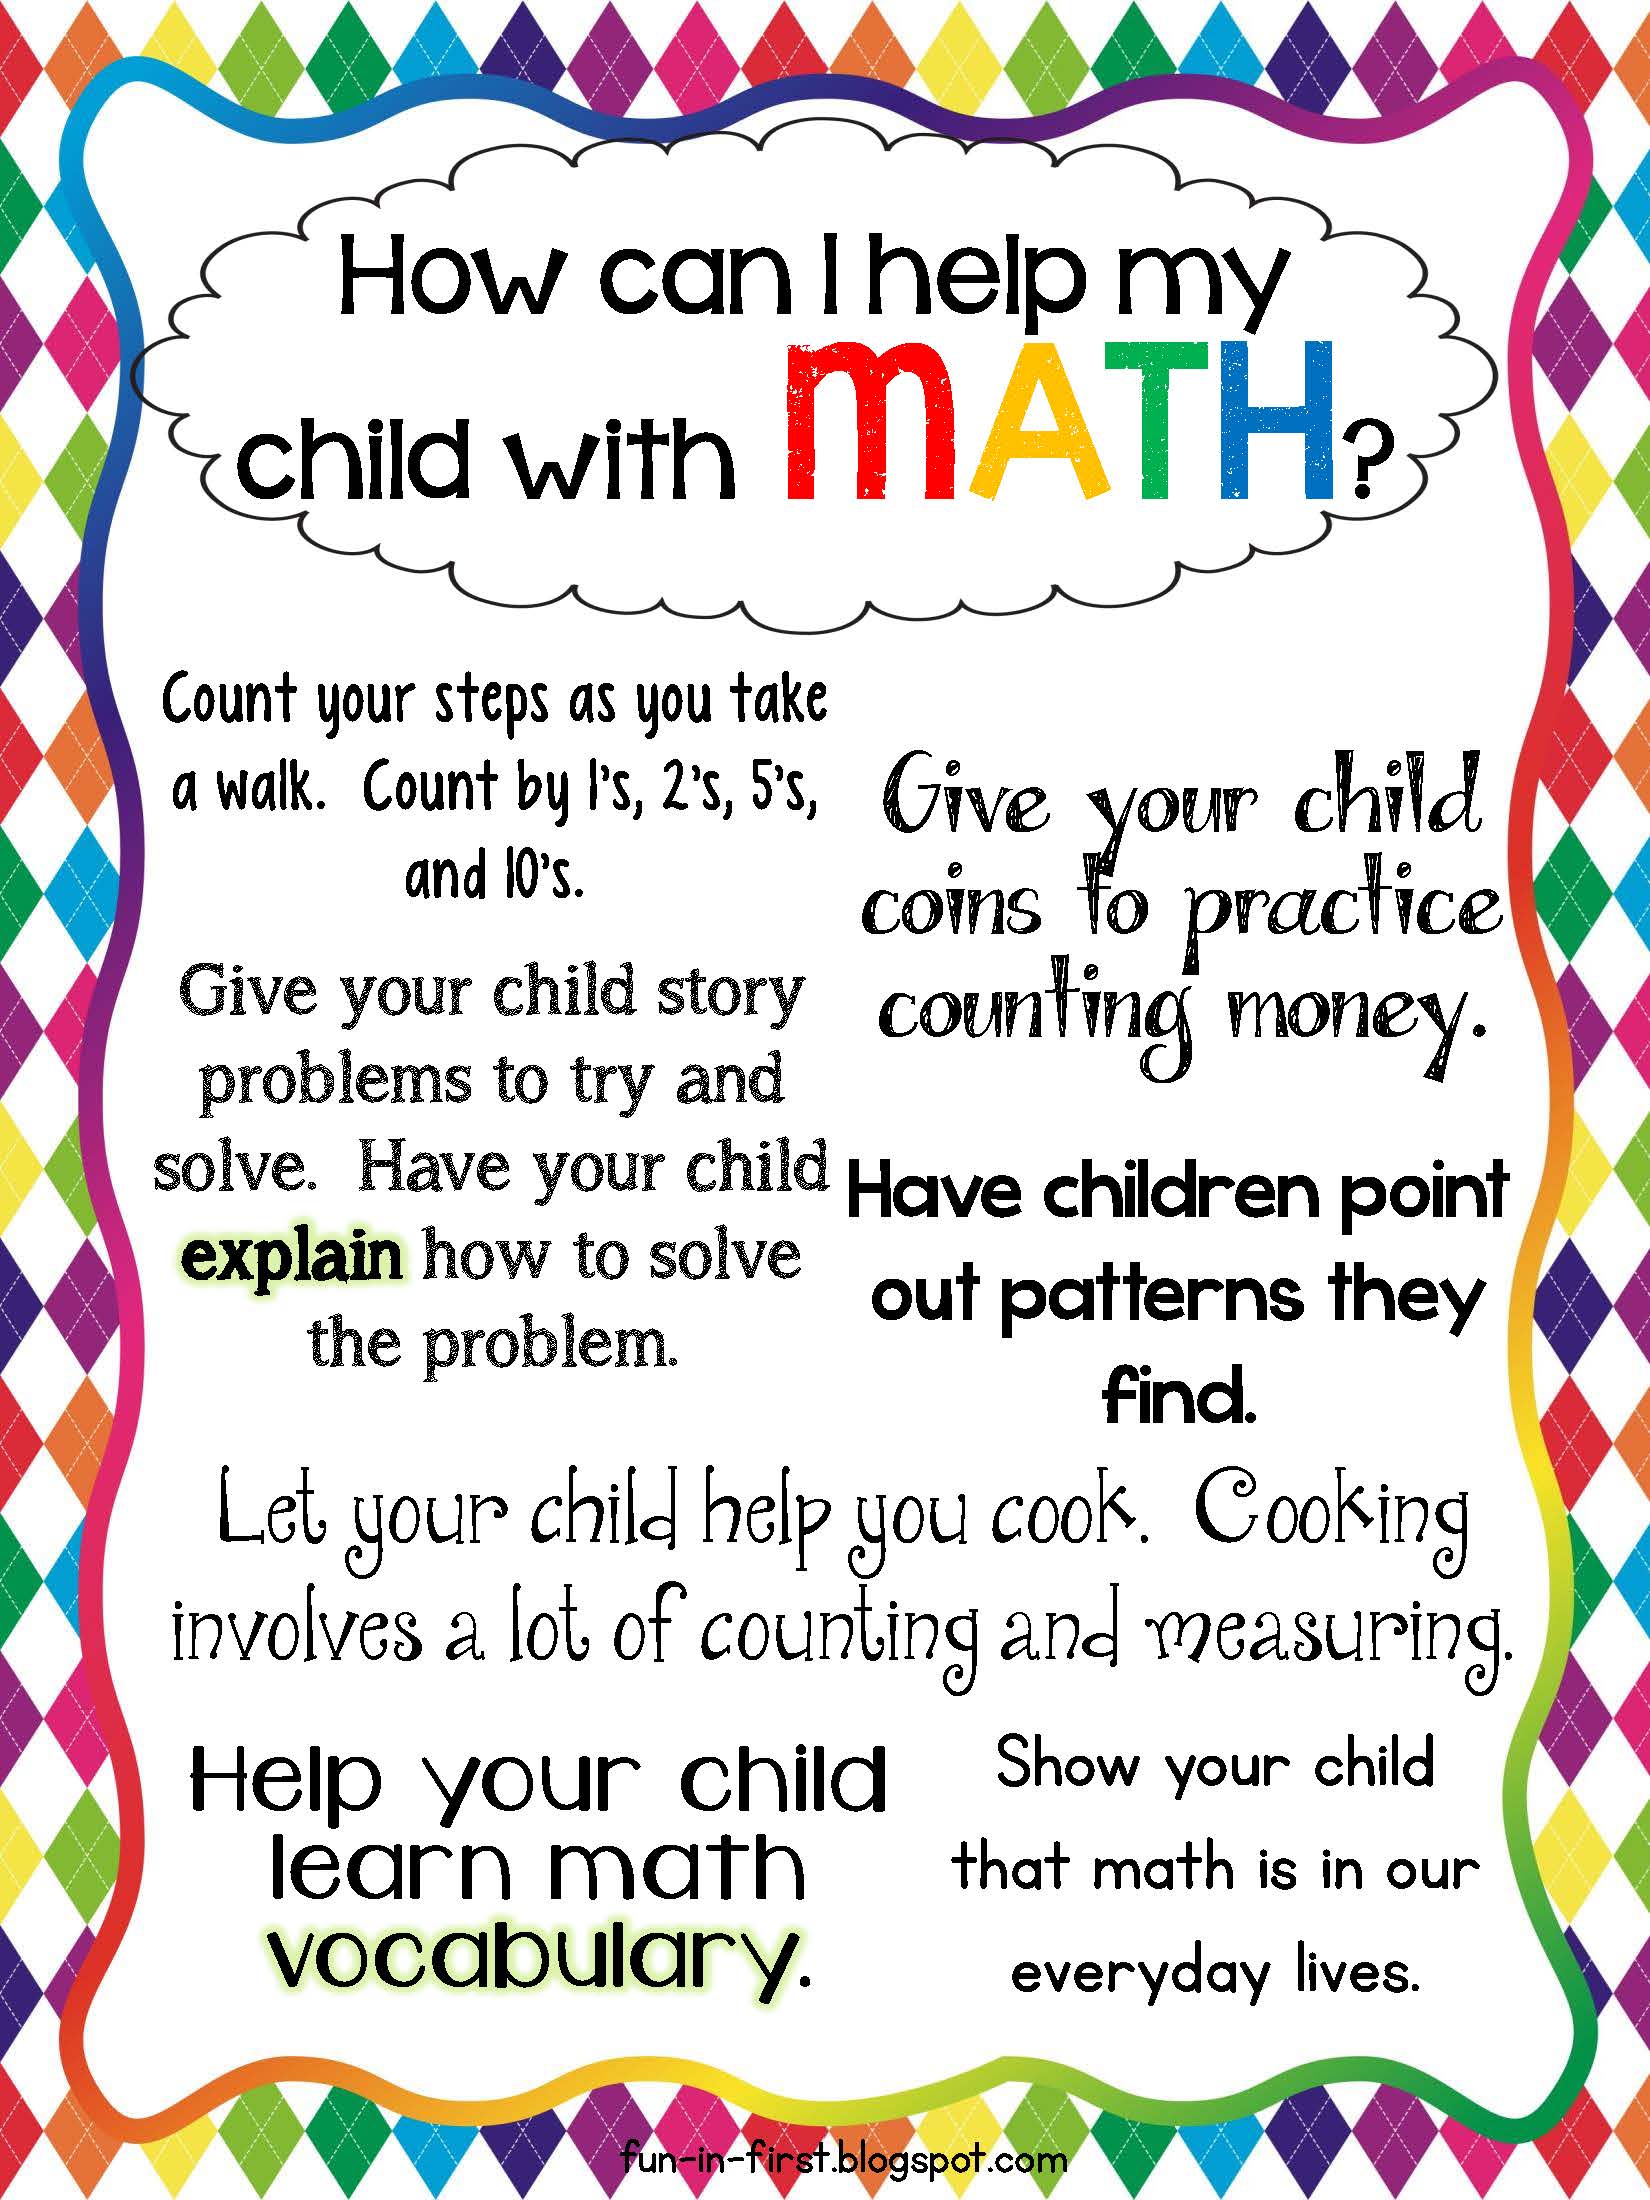 How can I help my
child with MATH?
Count your steps as you take
a walk. Count by 1's, 2's, 5's,
and 10's.
Give your child
coins to practice
counting money.
Give your child story
problems to try and
solve. Have your child
explain how to solve
the problem.
Have children point
out patterns they
find.
Let your child help you cook. Cooking
involves a lot of counting and measuring.
Help your child
learn math
vocabulary.
Show your child
that math is in our
everyday lives.
fun-in-first.blogspot.com